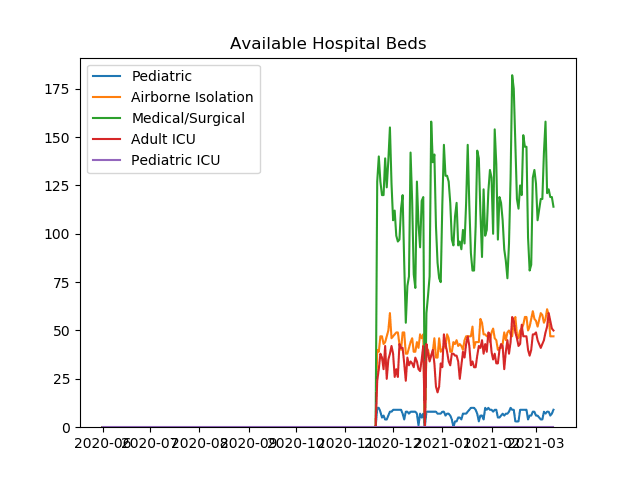 Available Hospital Beds
Pediatric
Airborne Isolation
Medical/Surgical
Adult ICU
Pediatric ICU
175
150
125
100
75
50
25
0
2020-06 2020-07 2020-08 2020-09 2020-10 2020-11 2020-12 2021-01 2021-02 2021-03